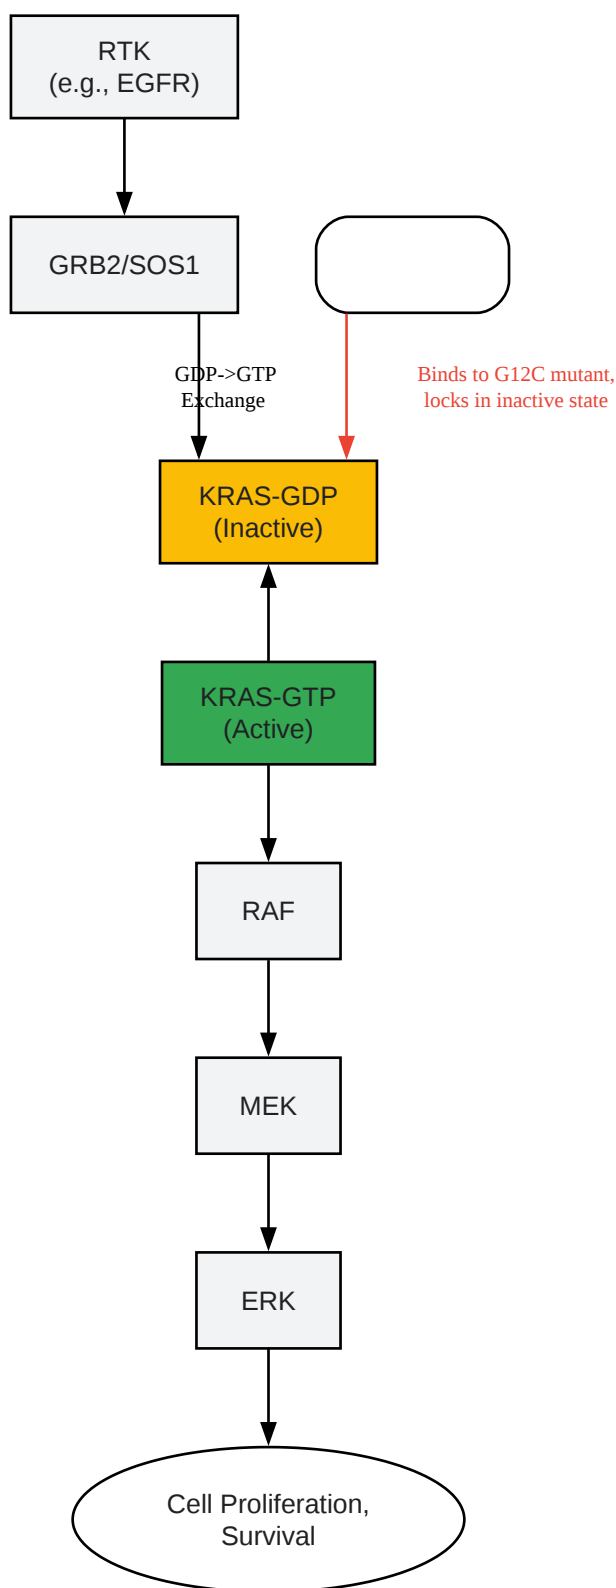 RTK
(e.g., EGFR)
GRB2/SOS1
GDP->GTP
Exchange
Binds to G12C mutant,
locks in inactive state
KRAS-GDP
(Inactive)
KRAS-GTP
(Active)
RAF
MEK
ERK
Cell Proliferation,
Survival